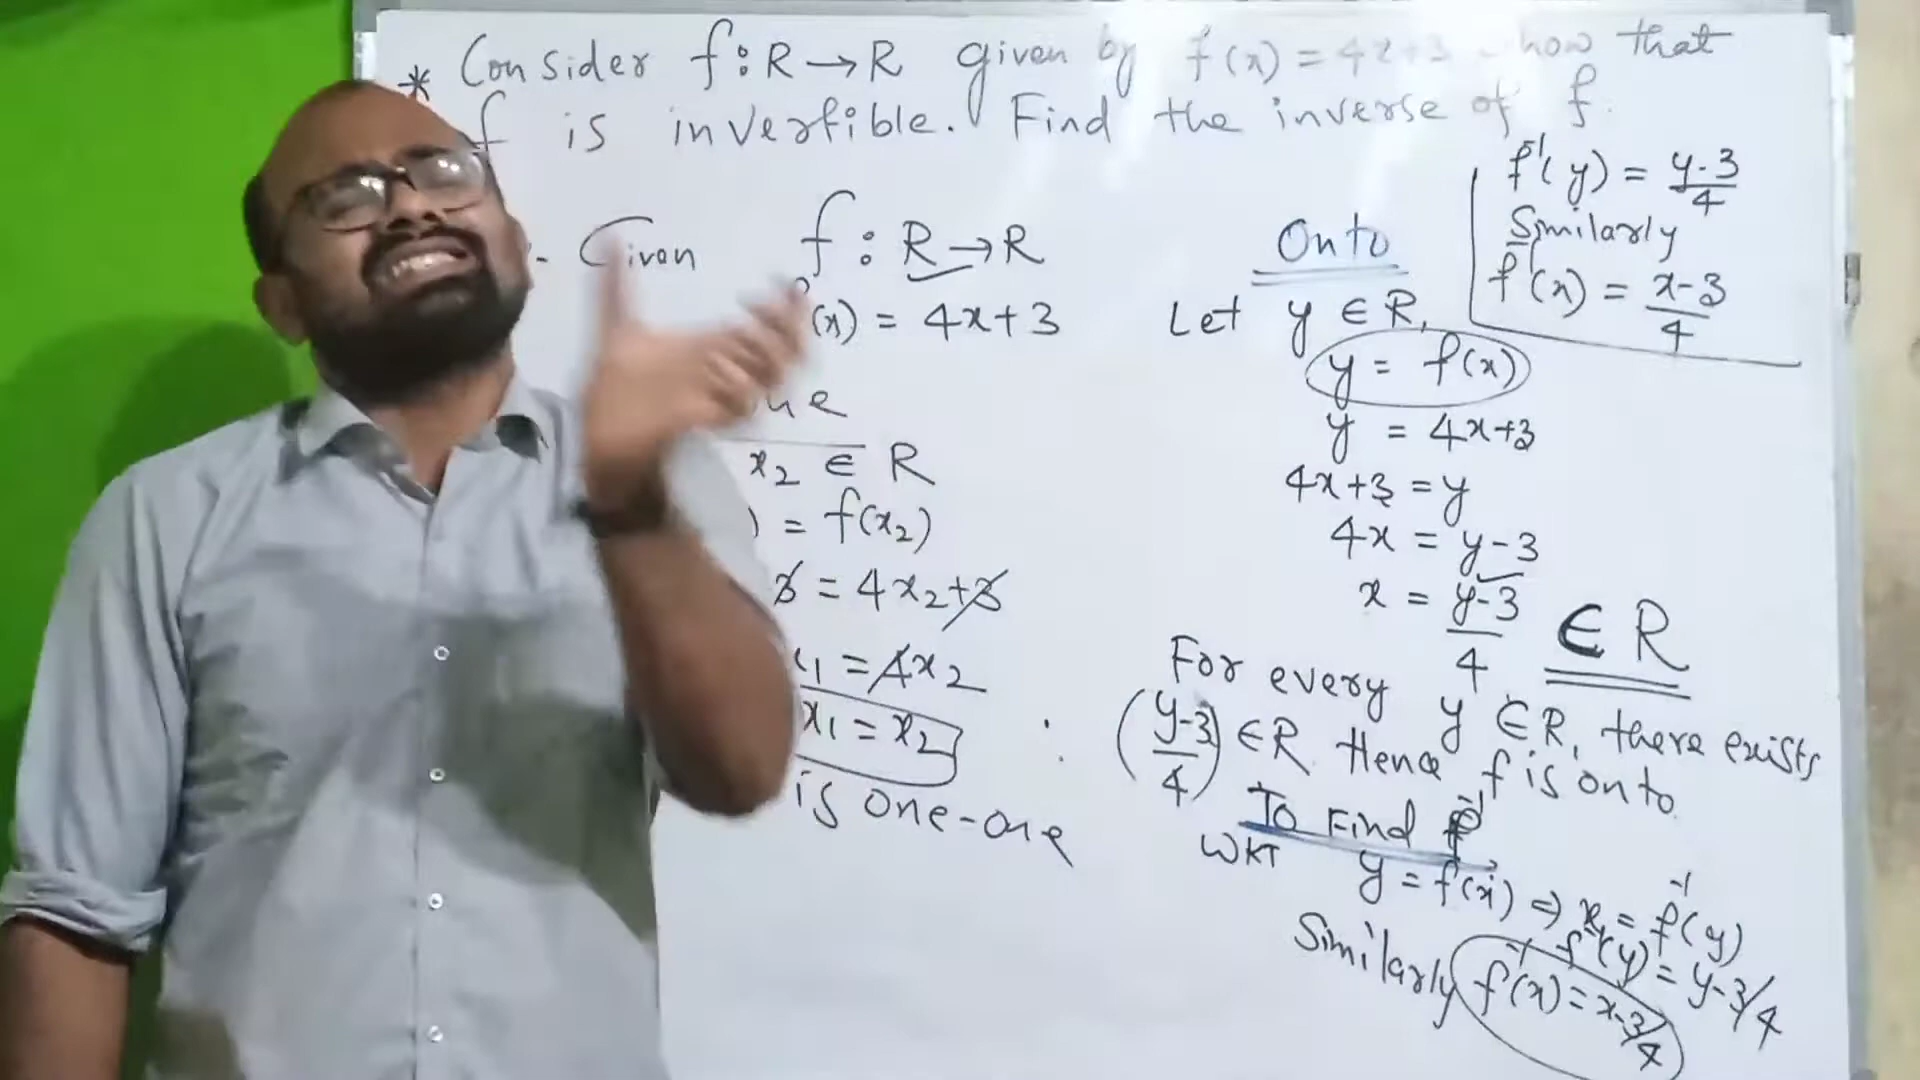 * Consider f:R→R given by f(x) = 4x+3 how that
f is invertible. Find the inverse of f.
Given f : R→R
(x) = 4x+3
x2 ∈ R
) = f(x2)
3 = 4x2+3
1 = 4x2
x1 = x2
is one-one
Onto
Let y ∈ R,
y = f(x)
y = 4x+3
4x+3 = y
4x = y-3
x = y-3/4 ∈ R
For every y ∈ R, there exists
∴ (y-3/4) ∈ R Hence f is onto
To Find f⁻¹
WKT y = f(x) ⇒ x = f⁻¹(y)
f⁻¹(y) = y-3/4
Similarly f⁻¹(x) = x-3/4
f⁻¹(y) = y-3/4
Similarly
f⁻¹(x) = x-3/4